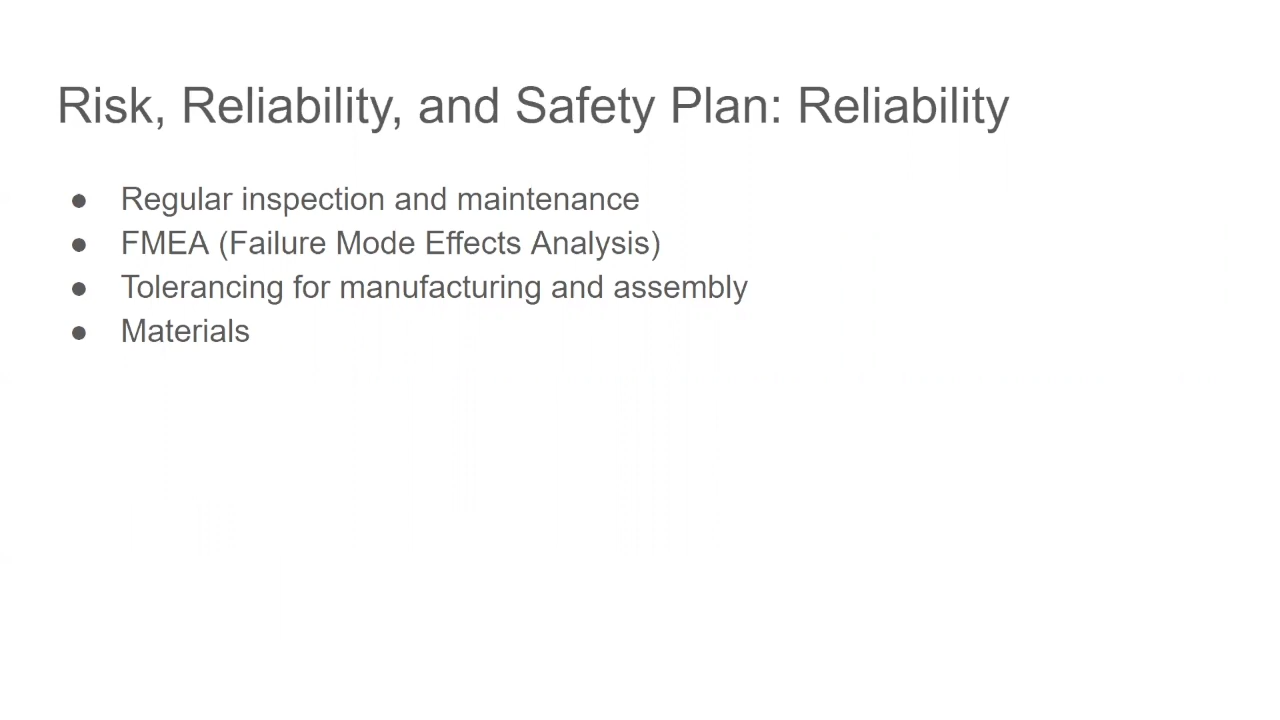 Risk, Reliability, and Safety Plan: Reliability
● Regular inspection and maintenance
● FMEA (Failure Mode Effects Analysis)
● Tolerancing for manufacturing and assembly
● Materials